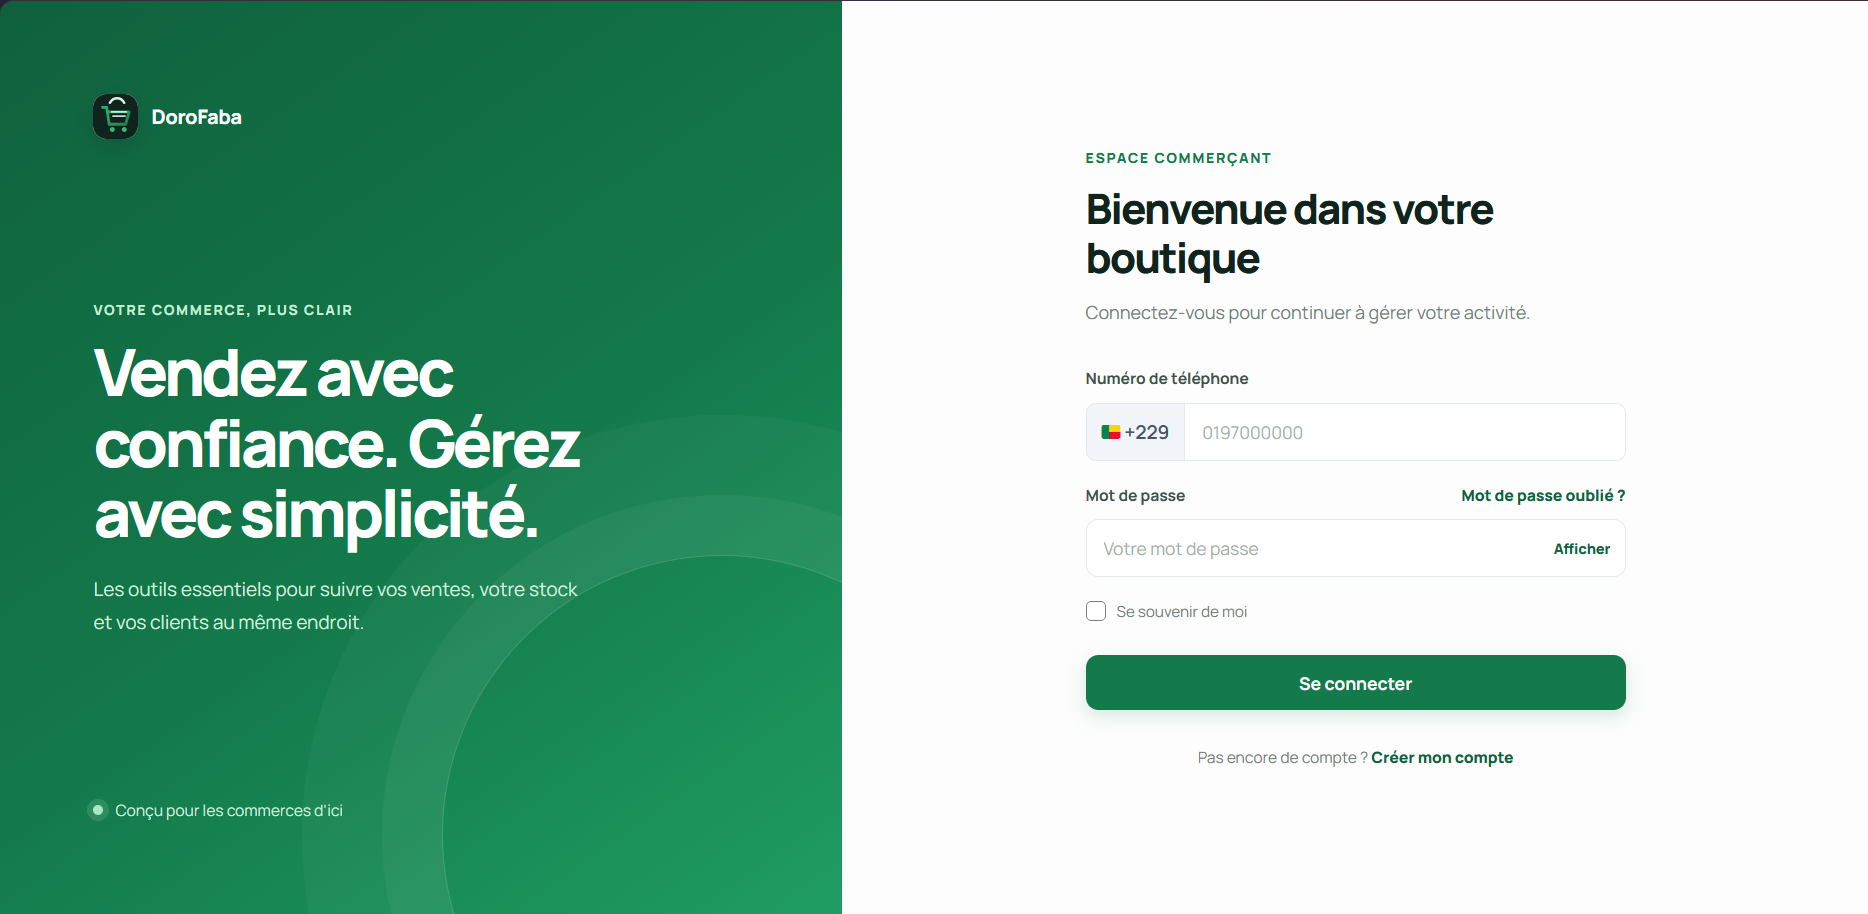 DoroFaba
VOTRE COMMERCE, PLUS CLAIR
Vendez avec
confiance. Gérez
avec simplicité.
Les outils essentiels pour suivre vos ventes, votre stock
et vos clients au même endroit.
Conçu pour les commerces d'ici
ESPACE COMMERÇANT
Bienvenue dans votre
boutique
Connectez-vous pour continuer à gérer votre activité.
Numéro de téléphone
+229 0197000000
Mot de passe Mot de passe oublié ?
Votre mot de passe Afficher
Se souvenir de moi
Se connecter
Pas encore de compte ? Créer mon compte